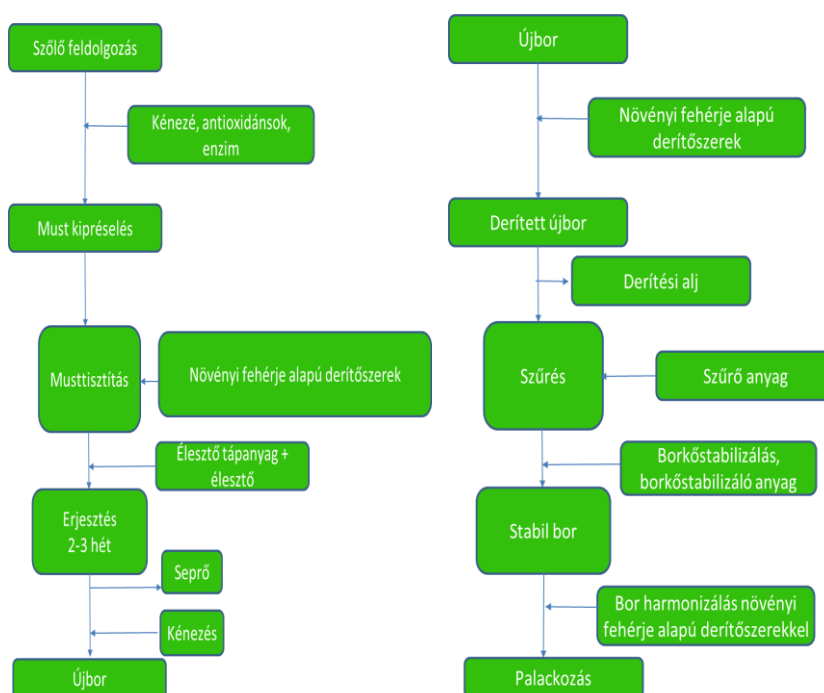 Szőlő feldolgozás
Kénezé, antioxidánsok,
enzim
Must kipréselés
Musttisztítás
Növényi fehérje alapú derítőszerek
Élesztő tápanyag +
élesztő
Erjesztés
2-3 hét
Seprő
Kénezés
Újbor
Újbor
Növényi fehérje alapú
derítőszerek
Derített újbor
Derítési alj
Szűrés
Szűrő anyag
Borkőstabilizálás,
borkőstabilizáló anyag
Stabil bor
Bor harmonizálás növényi
fehérje alapú derítőszerekkel
Palackozás